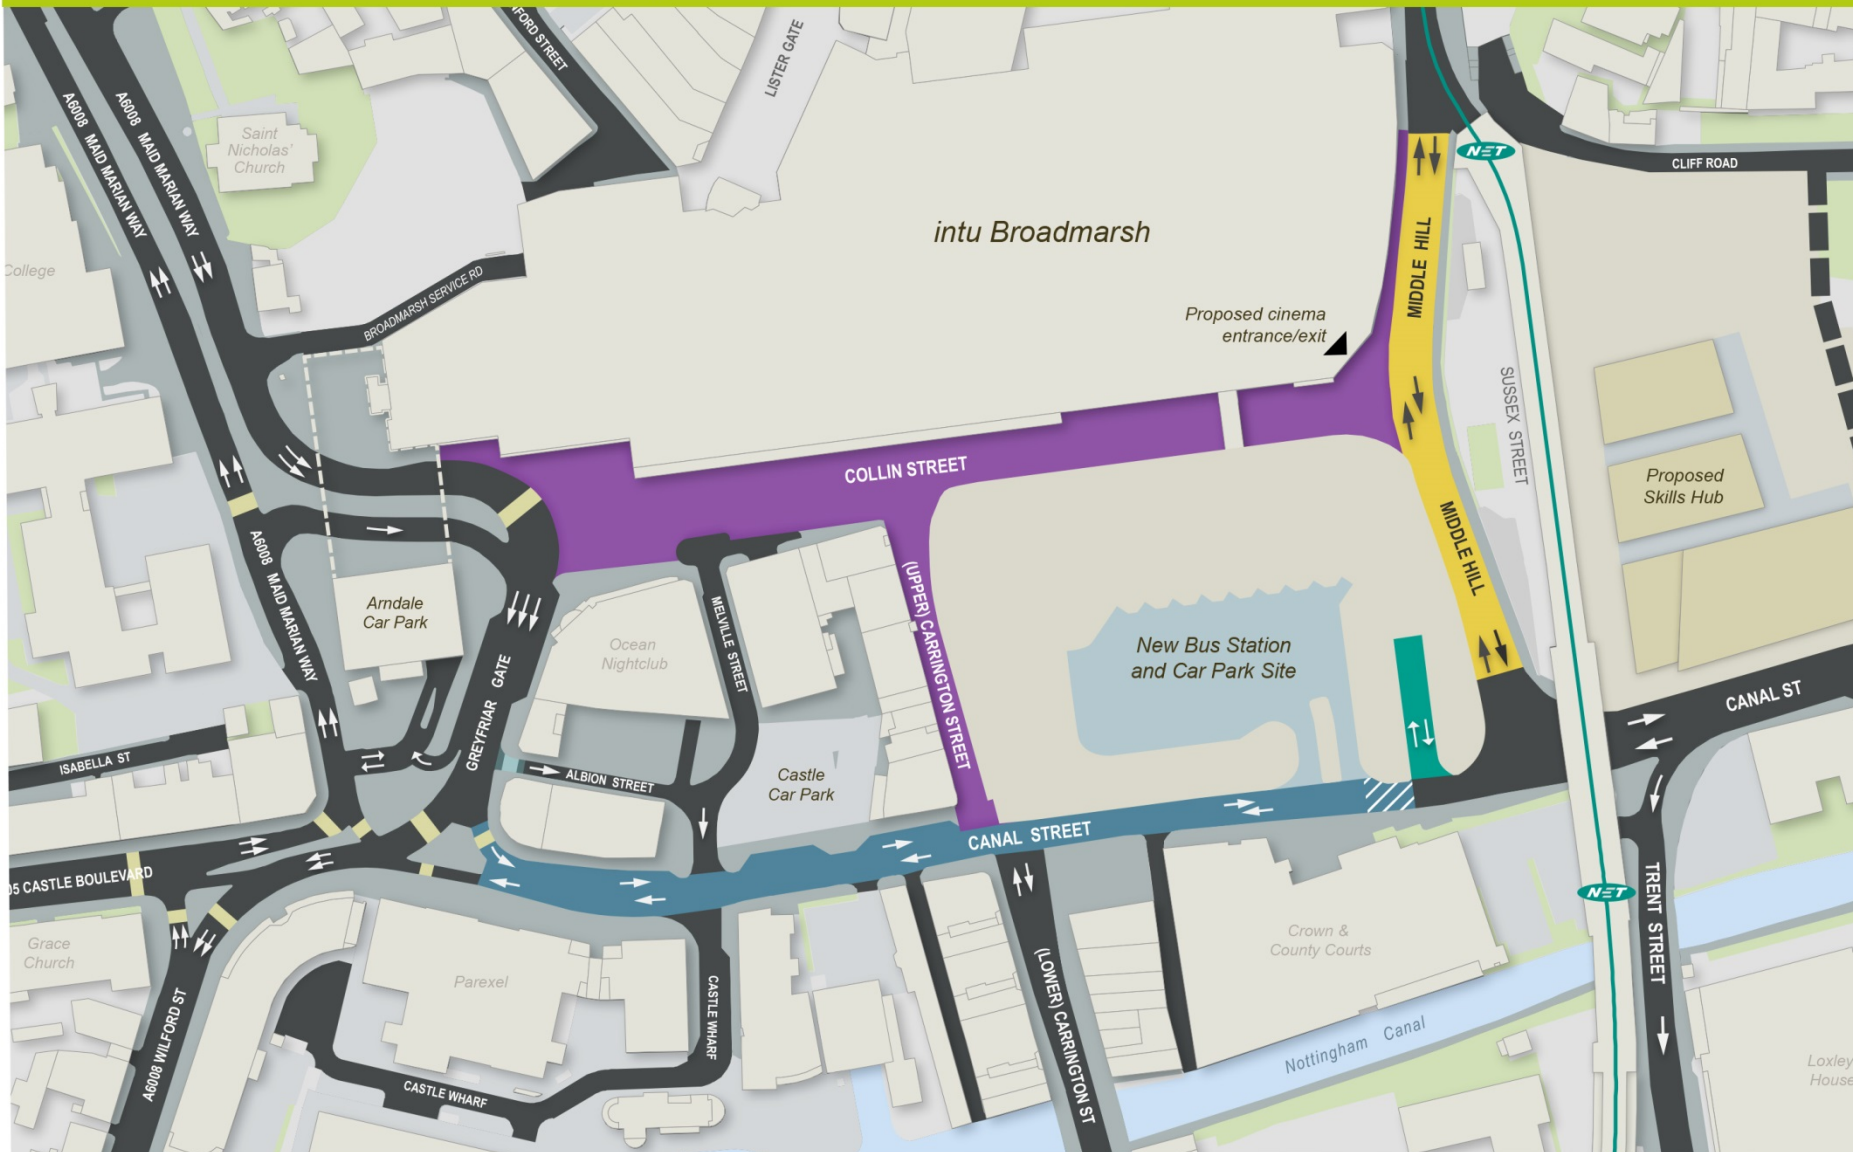 NFORD STREET
LISTER GATE
A6008 MAID MARIAN WAY
A6008 MAID MARIAN WAY
Saint
Nicholas'
Church
NET
CLIFF ROAD
College
intu Broadmarsh
MIDDLE HILL
BROADMARSH SERVICE RD
Proposed cinema
entrance/exit
SUSSEX STREET
COLLIN STREET
Proposed
Skills Hub
MIDDLE HILL
A6008 MAID MARIAN WAY
Arndale
Car Park
(UPPER) CARRINGTON STREET
MELVILLE STREET
Ocean
Nightclub
New Bus Station
and Car Park Site
GREYFRIAR GATE
CANAL ST
ISABELLA ST
ALBION STREET
Castle
Car Park
CANAL STREET
05 CASTLE BOULEVARD
NET
TRENT STREET
Grace
Church
Parexel
Crown &
County Courts
(LOWER) CARRINGTON ST
CASTLE WHARF
A6008 WILFORD ST
Nottingham Canal
CASTLE WHARF
Loxley
House